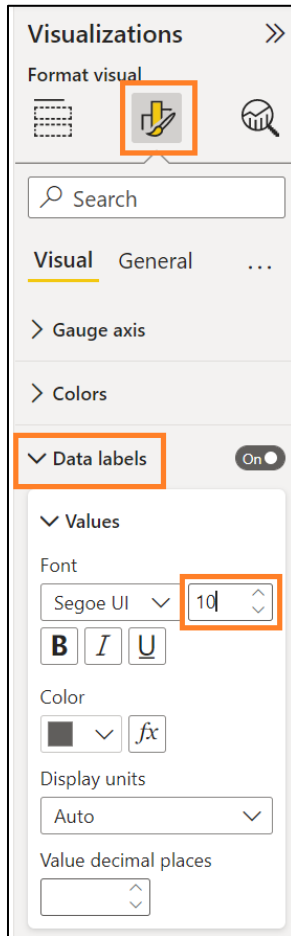 Visualizations
Format visual
Search
Visual General ...
Gauge axis
Colors
Data labels On
Values
Font
Segoe UI 10
B I U
Color
fx
Display units
Auto
Value decimal places